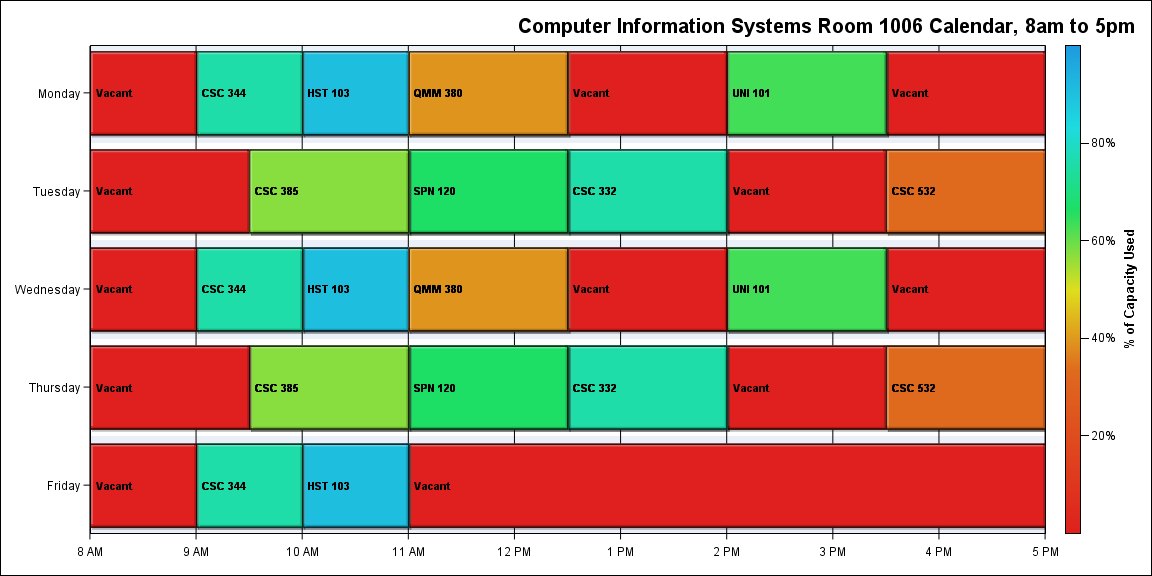 Computer Information Systems Room 1006 Calendar, 8am to 5pm
Monday
Vacant
CSC 344
HST 103
QMM 380
Vacant
UNI 101
Vacant
Tuesday
Vacant
CSC 385
SPN 120
CSC 332
Vacant
CSC 532
Wednesday
Vacant
CSC 344
HST 103
QMM 380
Vacant
UNI 101
Vacant
Thursday
Vacant
CSC 385
SPN 120
CSC 332
Vacant
CSC 532
Friday
Vacant
CSC 344
HST 103
Vacant
8 AM
9 AM
10 AM
11 AM
12 PM
1 PM
2 PM
3 PM
4 PM
5 PM
80%
60%
40%
20%
% of Capacity Used